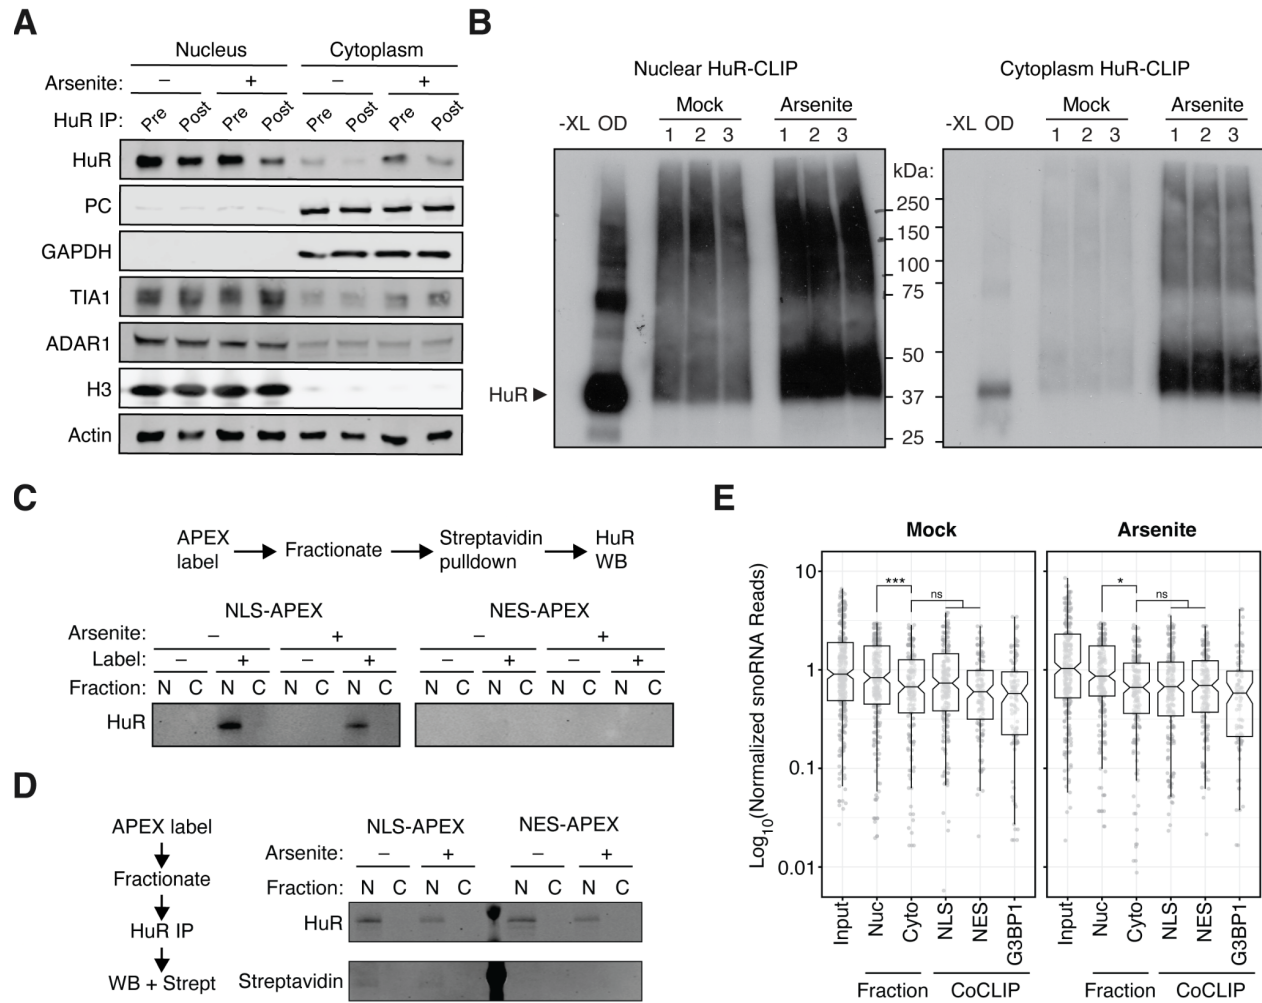 A
Nucleus Cytoplasm
Arsenite: – + – +
HuR IP: Pre Post Pre Post Pre Post Pre Post
HuR
PC
GAPDH
TIA1
ADAR1
H3
Actin
B
Nuclear HuR-CLIP Cytoplasm HuR-CLIP
Mock Arsenite Mock Arsenite
-XL OD 1 2 3 1 2 3 -XL OD 1 2 3 1 2 3
kDa:
250
150
100
75
50
HuR ► 37
25
C
APEX label Fractionate Streptavidin pulldown HuR WB
NLS-APEX NES-APEX
Arsenite: – + – +
Label: – + – + – + – +
Fraction: N C N C N C N C N C N C N C N C
HuR
D
APEX label
Fractionate
HuR IP
WB + Strept
NLS-APEX NES-APEX
Arsenite: – + – +
Fraction: N C N C N C N C
HuR
Streptavidin
E
Mock Arsenite
Log10(Normalized snoRNA Reads)
10
1
0.1
0.01
*** ns * ns
Input Nuc Cyto NLS NES G3BP1 Input Nuc Cyto NLS NES G3BP1
Fraction CoCLIP Fraction CoCLIP